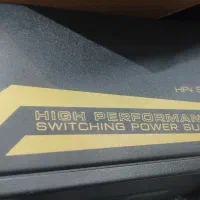 HIGH PERFORMAN
SWITCHING POWER SU